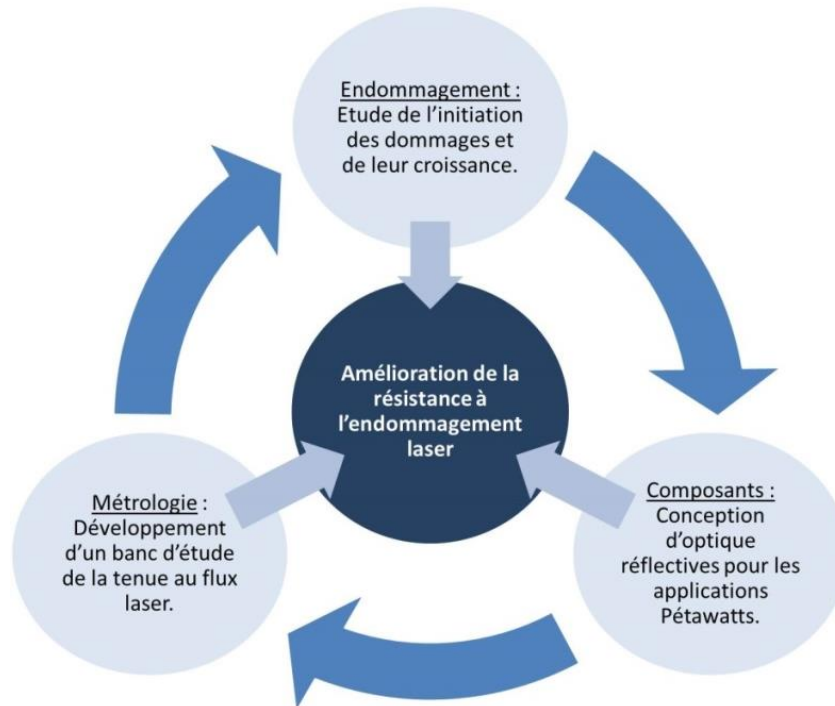 Endommagement :
Etude de l'initiation
des dommages et
de leur croissance.
Amélioration de la
résistance à
l'endommagement
laser
Métrologie :
Développement
d'un banc d'étude
de la tenue au flux
laser.
Composants :
Conception
d'optique
réflectives pour les
applications
Pétawatts.